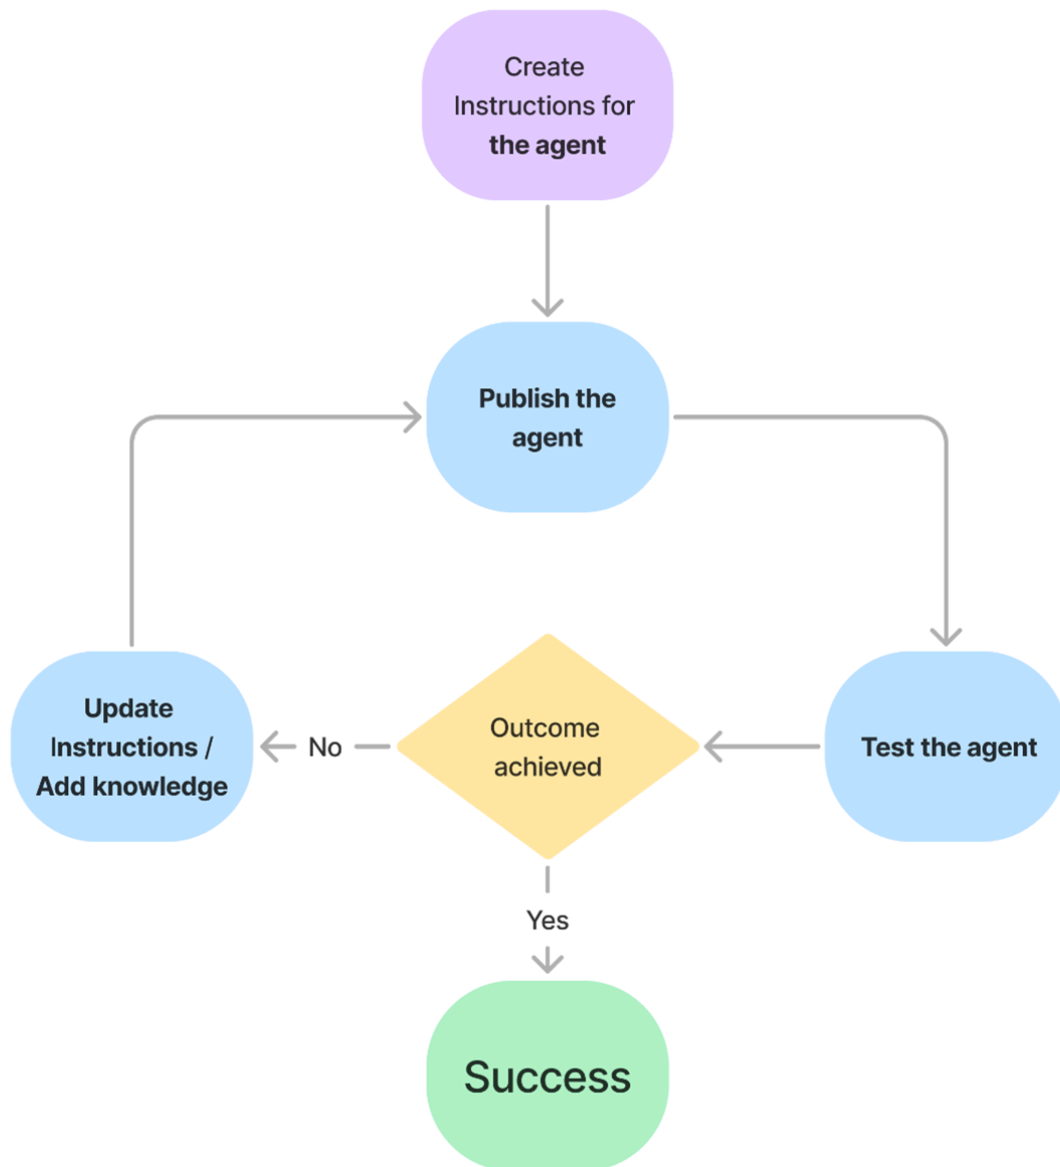 Create
Instructions for
the agent
Publish the
agent
Update
Instructions /
Add knowledge
No
Outcome
achieved
Test the agent
Yes
Success